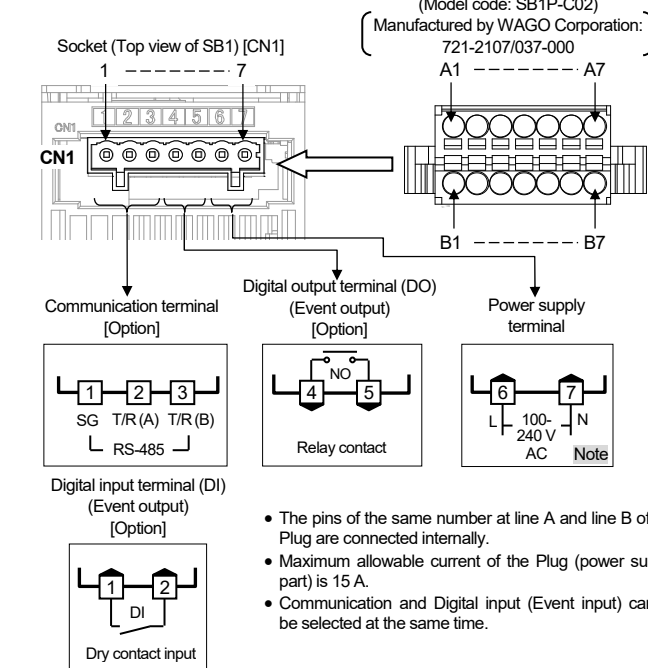 (Model code: SB1P-C02)
Manufactured by WAGO Corporation:
721-2107/037-000
Socket (Top view of SB1) [CN1]
1 7
A1 A7
1 2 3 4 5 6 7
CN1
CN1
B1 B7
Communication terminal
[Option]
1 2 3
SG T/R (A) T/R (B)
RS-485
Digital output terminal (DO)
(Event output)
[Option]
NO
4 5
Relay contact
Power supply
terminal
6 7
L 100- N
240 V
AC Note
Digital input terminal (DI)
(Event output)
[Option]
1 2
DI
Dry contact input
• The pins of the same number at line A and line B of
Plug are connected internally.
• Maximum allowable current of the Plug (power su
part) is 15 A.
• Communication and Digital input (Event input) can
be selected at the same time.